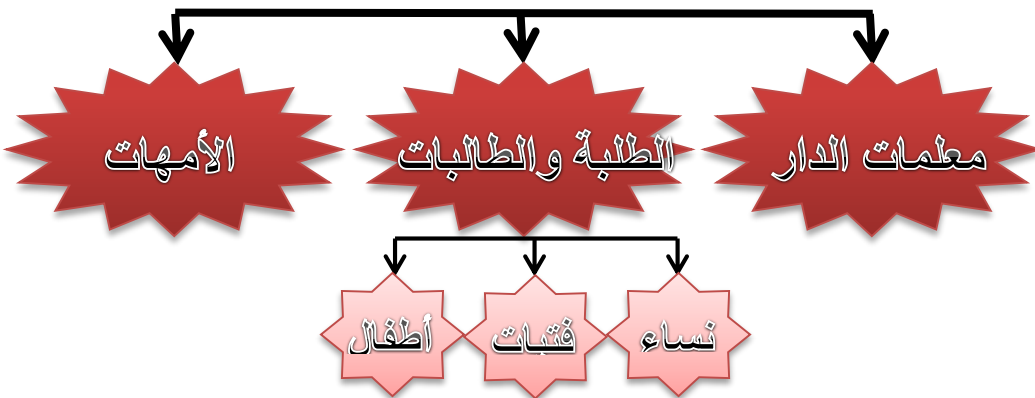 معلمات الدار
الطلبة والطالبات
الأمهات
نساء
فتيات
أطفال